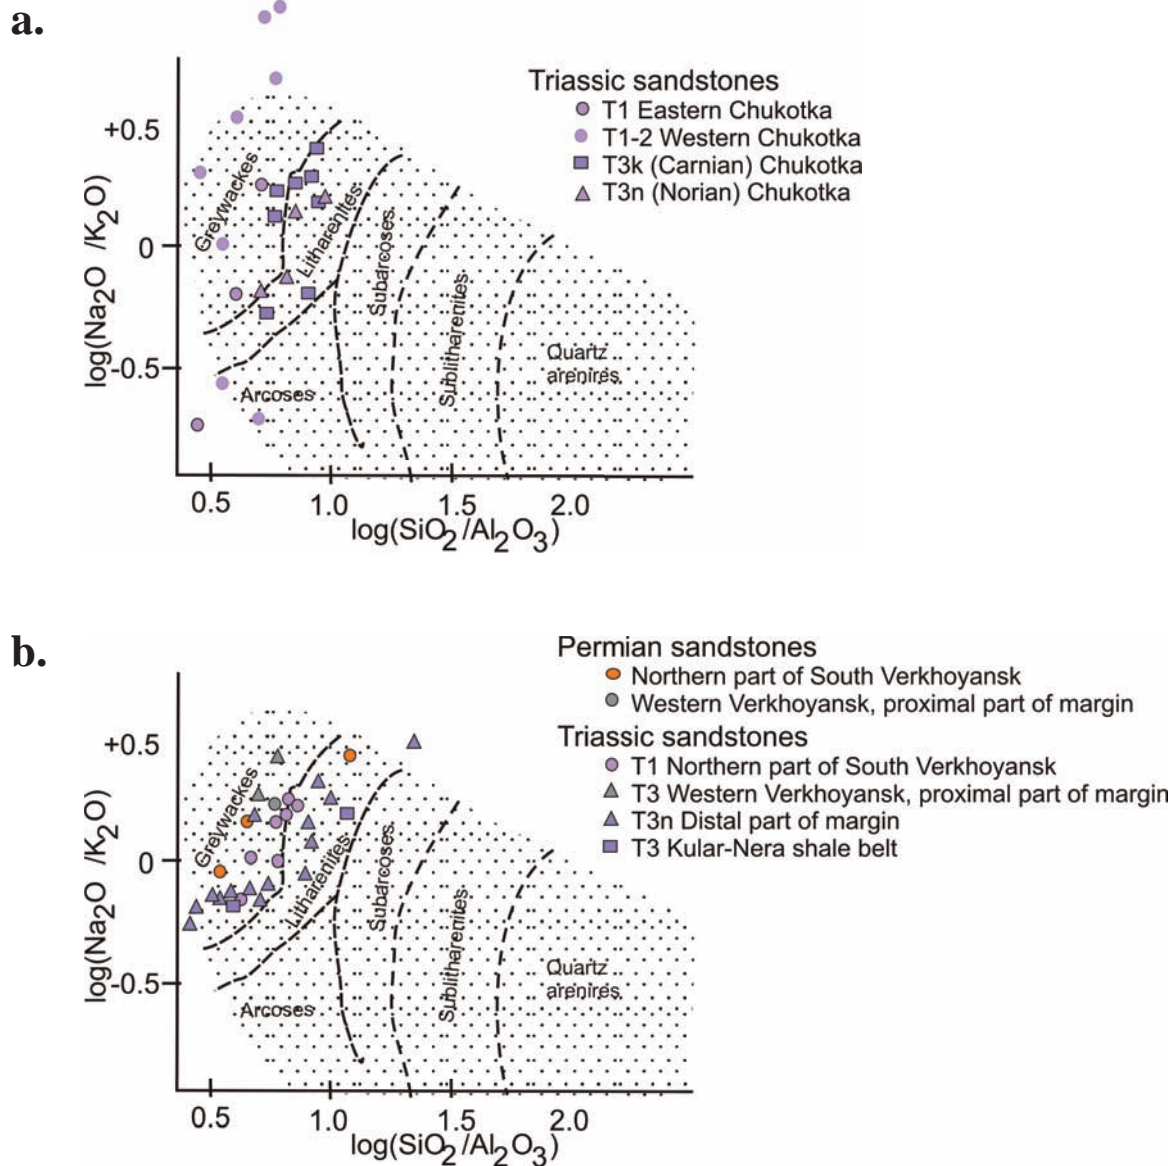 a.
Triassic sandstones
T1 Eastern Chukotka
T1-2 Western Chukotka
T3k (Carnian) Chukotka
T3n (Norian) Chukotka
+0.5
0
-0.5
log(Na2O /K2O)
Greywackes
Litharenites
Subarcoses
Sublitharenites
Quartz
arenires
Arcoses
0.5
1.0
1.5
2.0
log(SiO2/Al2O3)
b.
Permian sandstones
Northern part of South Verkhoyansk
Western Verkhoyansk, proximal part of margin
Triassic sandstones
T1 Northern part of South Verkhoyansk
T3 Western Verkhoyansk, proximal part of margin
T3n Distal part of margin
T3 Kular-Nera shale belt
+0.5
0
-0.5
log(Na2O /K2O)
Greywackes
Litharenites
Subarcoses
Sublitharenites
Quartz
arenires
Arcoses
0.5
1.0
1.5
2.0
log(SiO2/Al2O3)